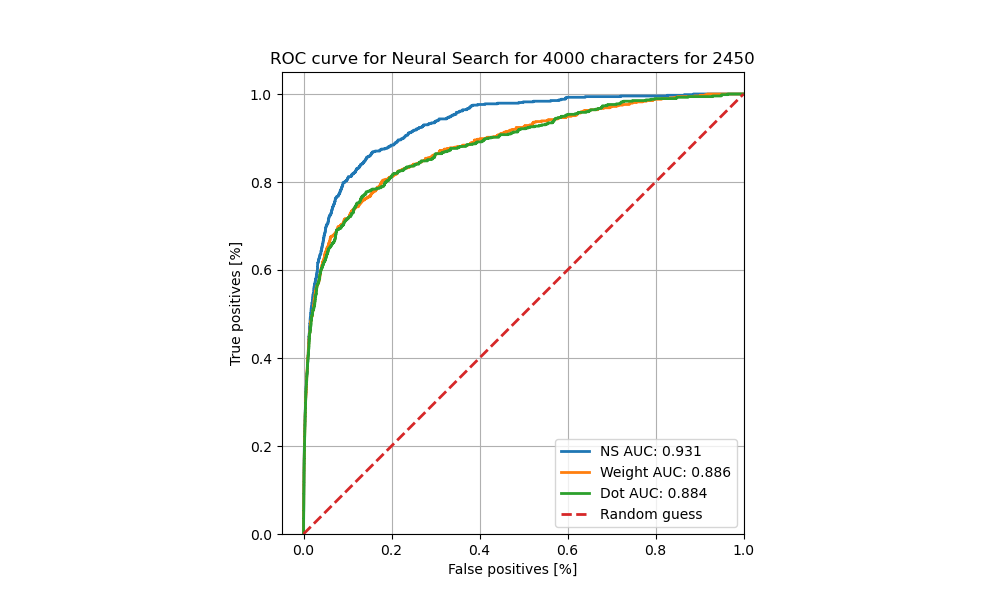 ROC curve for Neural Search for 4000 characters for 2450
True positives [%]
1.0
0.8
0.6
0.4
0.2
0.0
NS AUC: 0.931
Weight AUC: 0.886
Dot AUC: 0.884
Random guess
0.0 0.2 0.4 0.6 0.8 1.0
False positives [%]